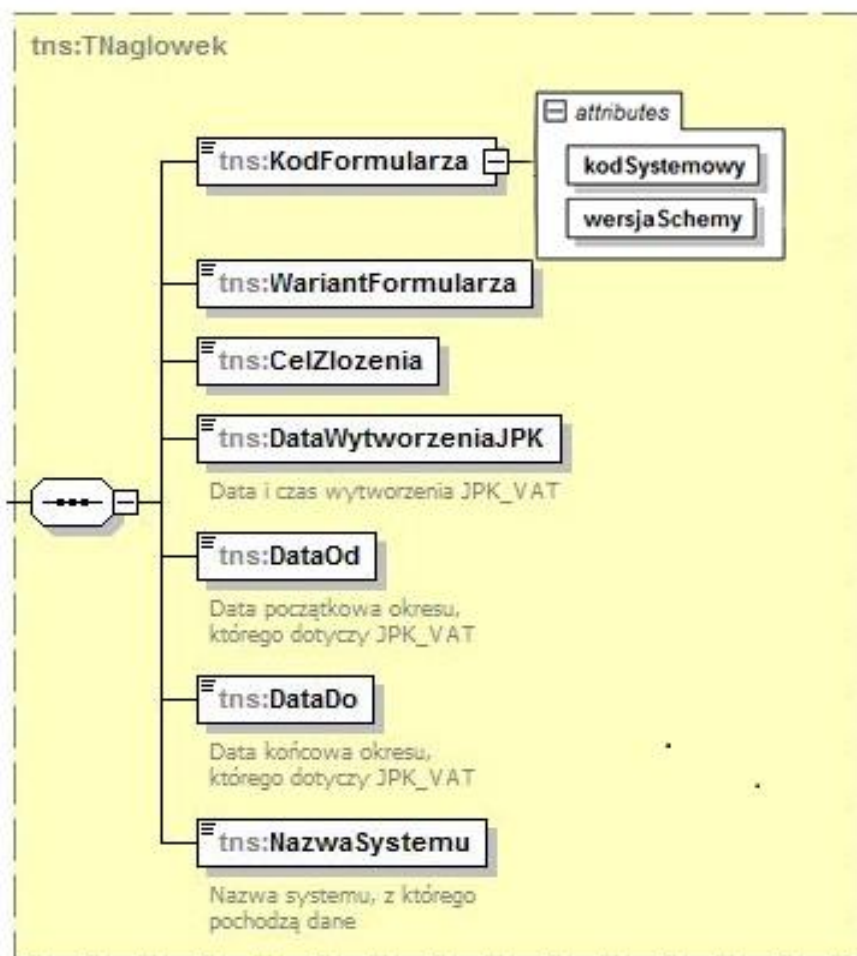 tns:TNaglowek
attributes
tns:KodFormularza
kodSystemowy
wersjaSchemy
tns:WariantFormularza
tns:CelZlozenia
tns:DataWytworzeniaJPK
Data i czas wytworzenia JPK_VAT
tns:DataOd
Data początkowa okresu,
którego dotyczy JPK_VAT
tns:DataDo
Data końcowa okresu,
którego dotyczy JPK_VAT
tns:NazwaSystemu
Nazwa systemu, z którego
pochodzą dane